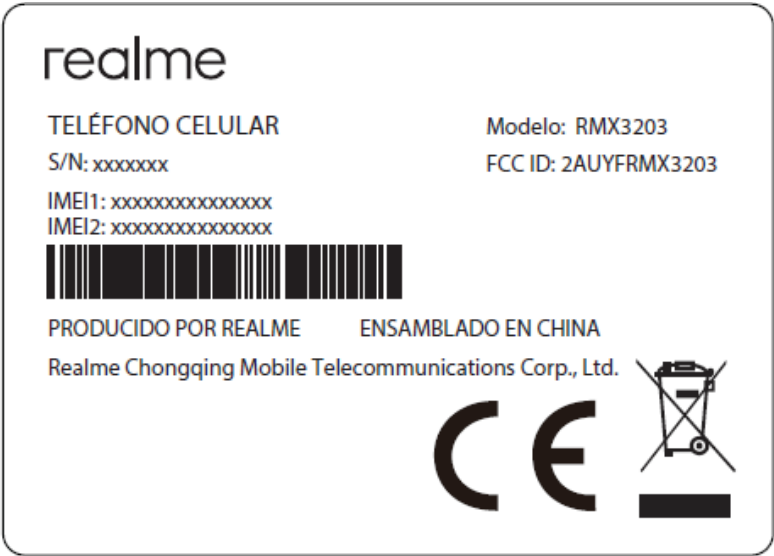 realme
TELÉFONO CELULAR
Modelo: RMX3203
S/N: xxxxxxx
FCC ID: 2AUYFRMX3203
IMEI1: xxxxxxxxxxxxxxx
IMEI2: xxxxxxxxxxxxxxx
PRODUCIDO POR REALME ENSAMBLADO EN CHINA
Realme Chongqing Mobile Telecommunications Corp., Ltd.
CE